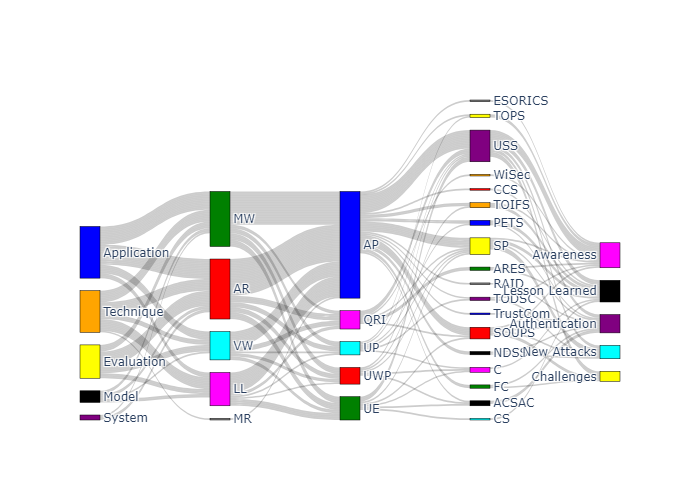 Application
Technique
Evaluation
Model
System
MW
AR
VW
LL
MR
AP
QRI
UP
UWP
UE
ESORICS
TOPS
USS
WiSec
CCS
TOIFS
PETS
SP
ARES
RAID
TODSC
TrustCom
SOUPS
NDSS
C
FC
ACSAC
CS
Awareness
Lesson Learned
Authentication
New Attacks
Challenges